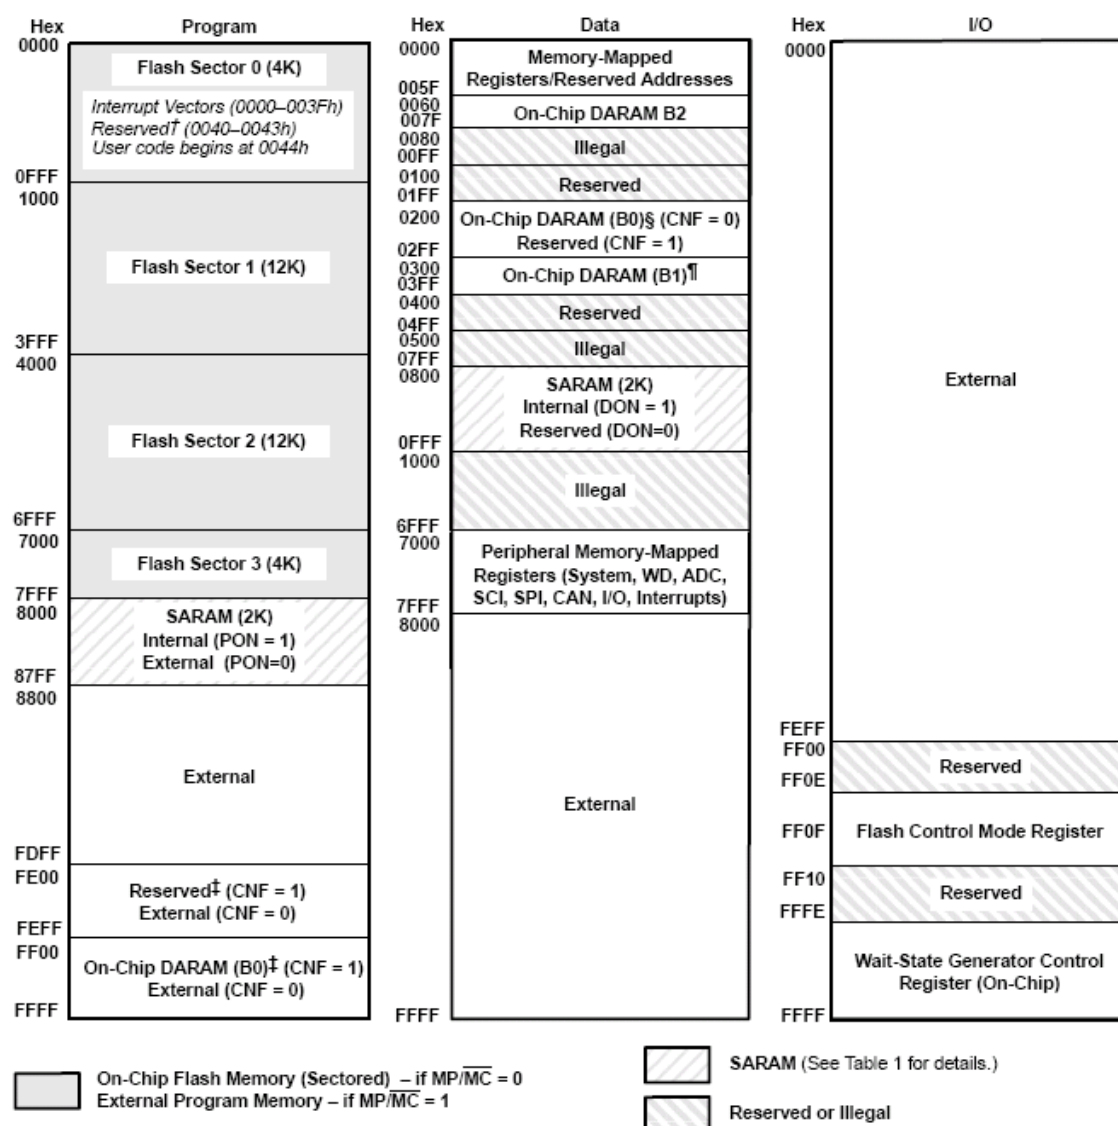 Hex Program
0000
Flash Sector 0 (4K)
Interrupt Vectors (0000–003Fh)
Reserved† (0040–0043h)
User code begins at 0044h
0FFF
1000
Flash Sector 1 (12K)
3FFF
4000
Flash Sector 2 (12K)
6FFF
7000
Flash Sector 3 (4K)
7FFF
8000
SARAM (2K)
Internal (PON = 1)
External (PON=0)
87FF
8800
External
FDFF
FE00
Reserved‡ (CNF = 1)
External (CNF = 0)
FEFF
FF00
On-Chip DARAM (B0)‡ (CNF = 1)
External (CNF = 0)
FFFF
Hex Data
0000
Memory-Mapped
Registers/Reserved Addresses
005F
0060
On-Chip DARAM B2
007F
0080
Illegal
00FF
0100
Reserved
01FF
0200
On-Chip DARAM (B0)§ (CNF = 0)
Reserved (CNF = 1)
02FF
0300
On-Chip DARAM (B1)¶
03FF
0400
Reserved
04FF
0500
Illegal
07FF
0800
SARAM (2K)
Internal (DON = 1)
Reserved (DON=0)
0FFF
1000
Illegal
6FFF
7000
Peripheral Memory-Mapped
Registers (System, WD, ADC,
SCI, SPI, CAN, I/O, Interrupts)
7FFF
8000
External
FFFF
Hex I/O
0000
External
FEFF
FF00
Reserved
FF0E
FF0F Flash Control Mode Register
FF10
Reserved
FFFE
Wait-State Generator Control
Register (On-Chip)
FFFF
On-Chip Flash Memory (Sectored) – if MP/M̅C̅ = 0
External Program Memory – if MP/M̅C̅ = 1
SARAM (See Table 1 for details.)
Reserved or Illegal